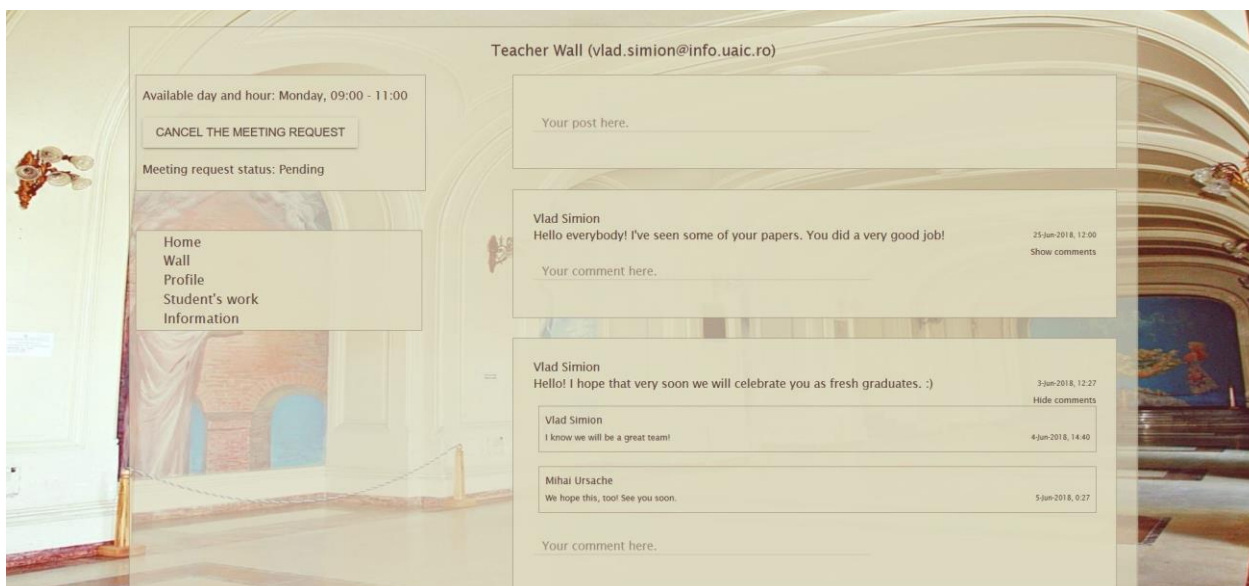 Teacher Wall (vlad.simion@info.uaic.ro)
Available day and hour: Monday, 09:00 - 11:00
CANCEL THE MEETING REQUEST
Meeting request status: Pending
Home
Wall
Profile
Student's work
Information
Your post here.
Vlad Simion
Hello everybody! I've seen some of your papers. You did a very good job!
25-Jun-2018, 12:00
Show comments
Your comment here.
Vlad Simion
Hello! I hope that very soon we will celebrate you as fresh graduates. :)
3-Jun-2018, 12:27
Hide comments
Vlad Simion
I know we will be a great team!
4-Jun-2018, 14:40
Mihai Ursache
We hope this, too! See you soon.
5-Jun-2018, 0:27
Your comment here.